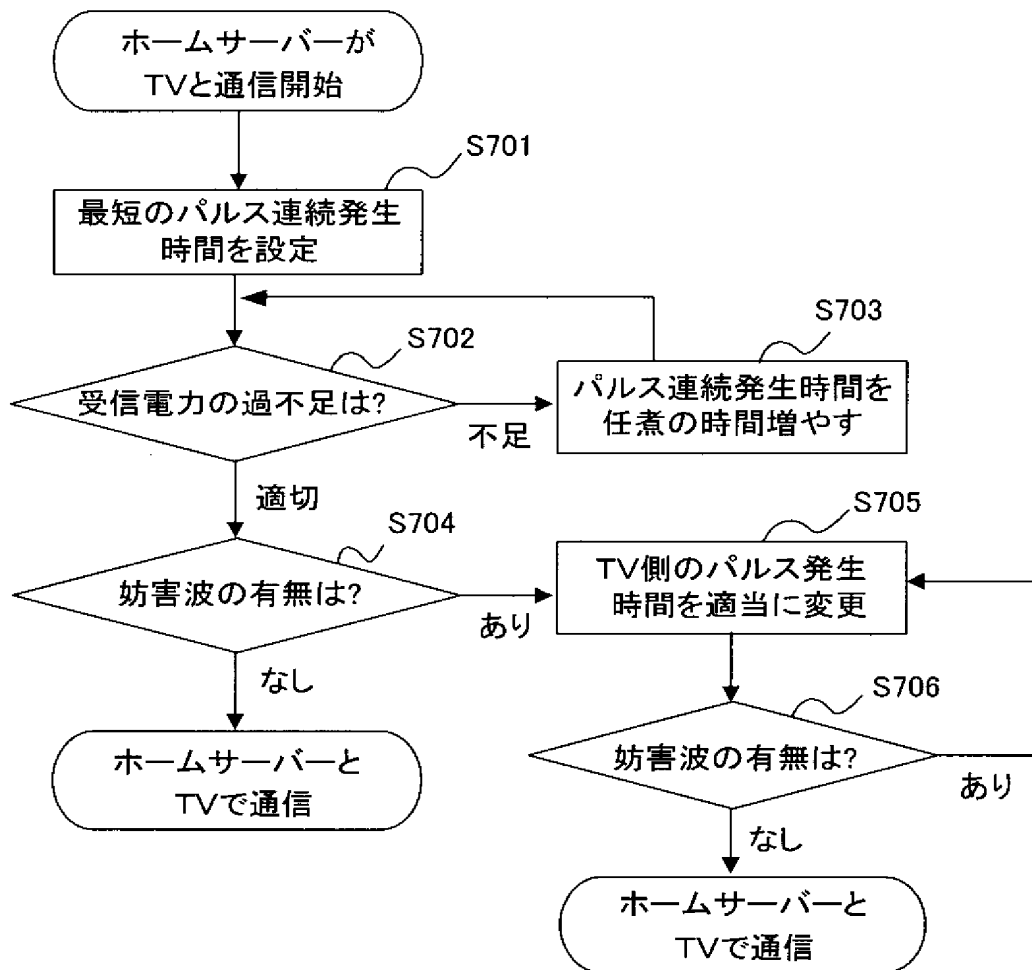 ホームサーバーが
TVと通信開始
S701
最短のパルス連続発生
時間を設定
S702
受信電力の過不足は?
不足
S703
パルス連続発生時間を
任煮の時間増やす
適切
S704
妨害波の有無は?
あり
S705
TV側のパルス発生
時間を適当に変更
なし
ホームサーバーと
TVで通信
S706
妨害波の有無は?
あり
なし
ホームサーバーと
TVで通信